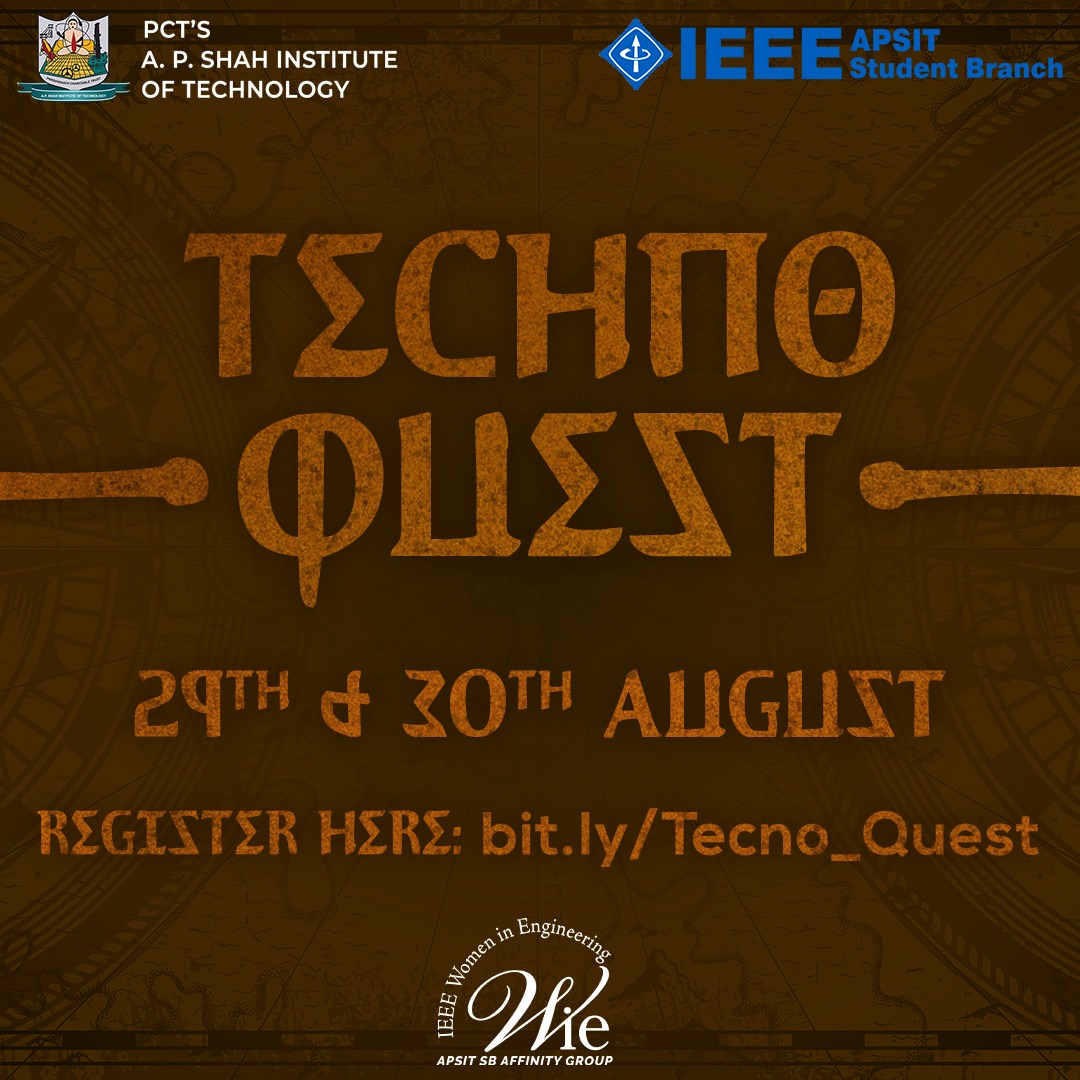 PCT'S
A. P. SHAH INSTITUTE
OF TECHNOLOGY
IEEE APSIT
Student Branch
TECHNO
QUEST
29TH & 30TH AUGUST
REGISTER HERE: bit.ly/Tecno_Quest
IEEE Women in Engineering
Wie
APSIT SB AFFINITY GROUP